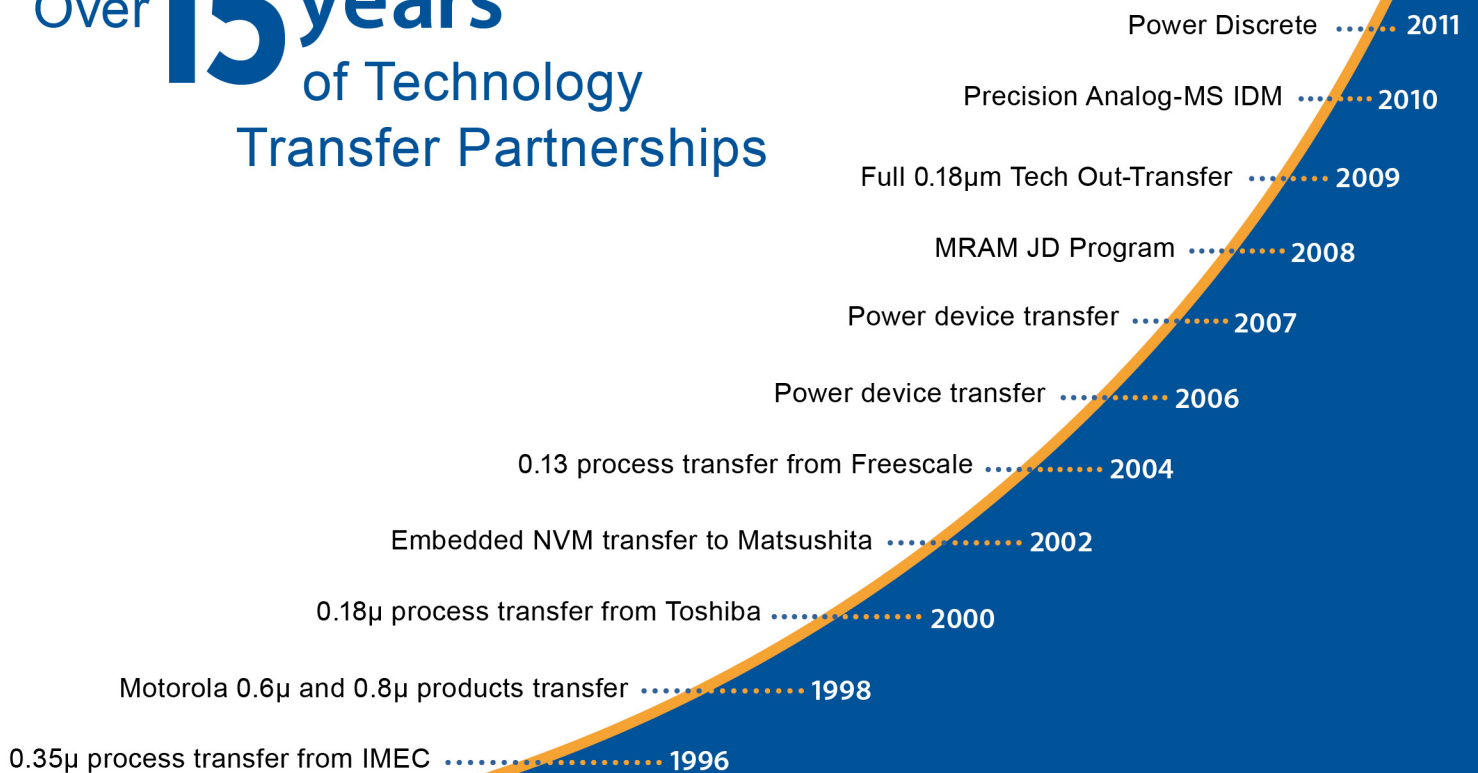 Over 15 years
of Technology
Transfer Partnerships
Power Discrete 2011
Precision Analog-MS IDM 2010
Full 0.18µm Tech Out-Transfer 2009
MRAM JD Program 2008
Power device transfer 2007
Power device transfer 2006
0.13 process transfer from Freescale 2004
Embedded NVM transfer to Matsushita 2002
0.18µ process transfer from Toshiba 2000
Motorola 0.6µ and 0.8µ products transfer 1998
0.35µ process transfer from IMEC 1996